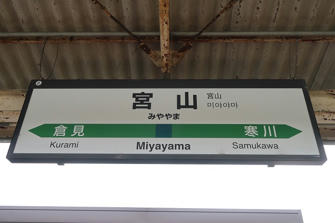 宮山
宫山
미야야마
みややま
倉見
寒川
Kurami
Miyayama
Samukawa